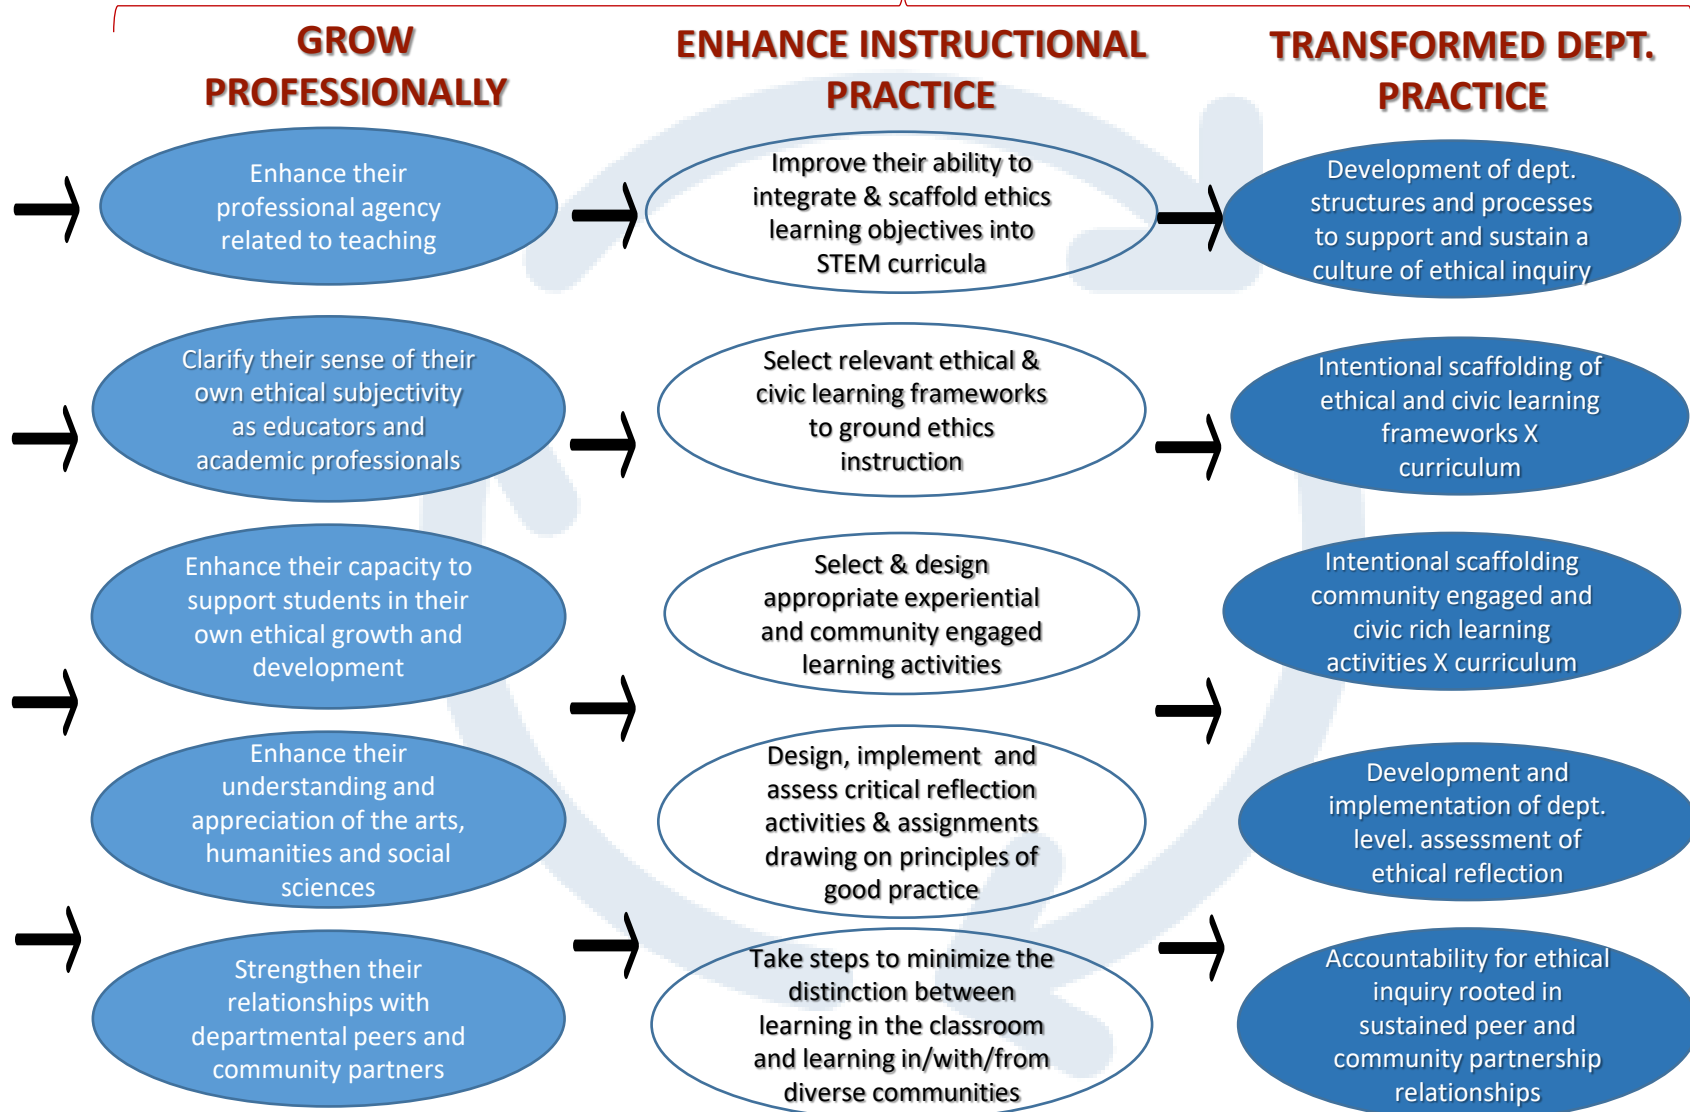 GROW
PROFESSIONALLY
Enhance their
professional agency
related to teaching
Clarify their sense of their
own ethical subjectivity
as educators and
academic professionals
Enhance their capacity to
support students in their
own ethical growth and
development
Enhance their
understanding and
appreciation of the arts,
humanities and social
sciences
Strengthen their
relationships with
departmental peers and
community partners
ENHANCE INSTRUCTIONAL
PRACTICE
Improve their ability to
integrate & scaffold ethics
learning objectives into
STEM curricula
Select relevant ethical &
civic learning frameworks
to ground ethics
instruction
Select & design
appropriate experiential
and community engaged
learning activities
Design, implement and
assess critical reflection
activities & assignments
drawing on principles of
good practice
Take steps to minimize the
distinction between
learning in the classroom
and learning in/with/from
diverse communities
TRANSFORMED DEPT.
PRACTICE
Development of dept.
structures and processes
to support and sustain a
culture of ethical inquiry
Intentional scaffolding of
ethical and civic learning
frameworks X
curriculum
Intentional scaffolding
community engaged and
civic rich learning
activities X curriculum
Development and
implementation of dept.
level. assessment of
ethical reflection
Accountability for ethical
inquiry rooted in
sustained peer and
community partnership
relationships